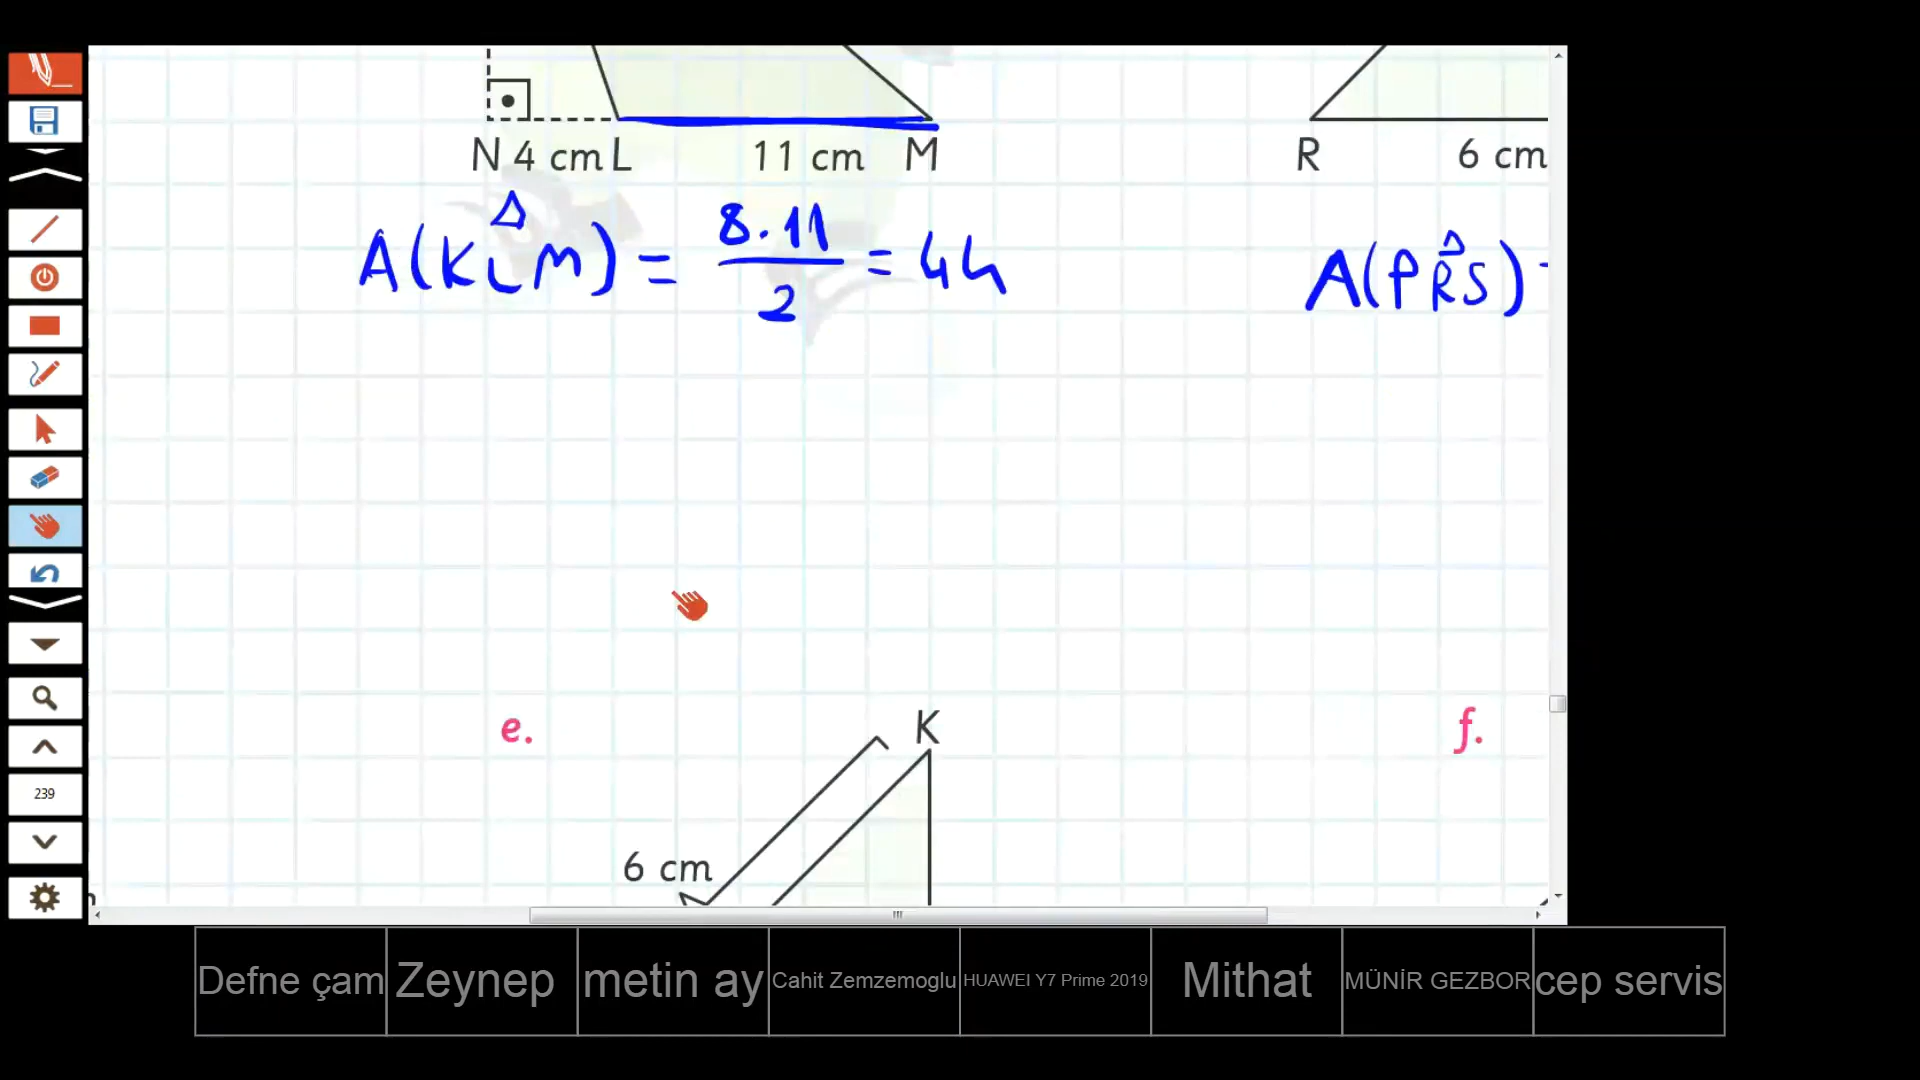 N 4 cm L 11 cm M
R 6 cm
A(KLM) = 8.11/2 = 44
A(PRS)
e.
f.
K
6 cm
239
Defne çam
Zeynep
metin ay
Cahit Zemzemoglu
HUAWEI Y7 Prime 2019
Mithat
MÜNİR GEZBOR
cep servis